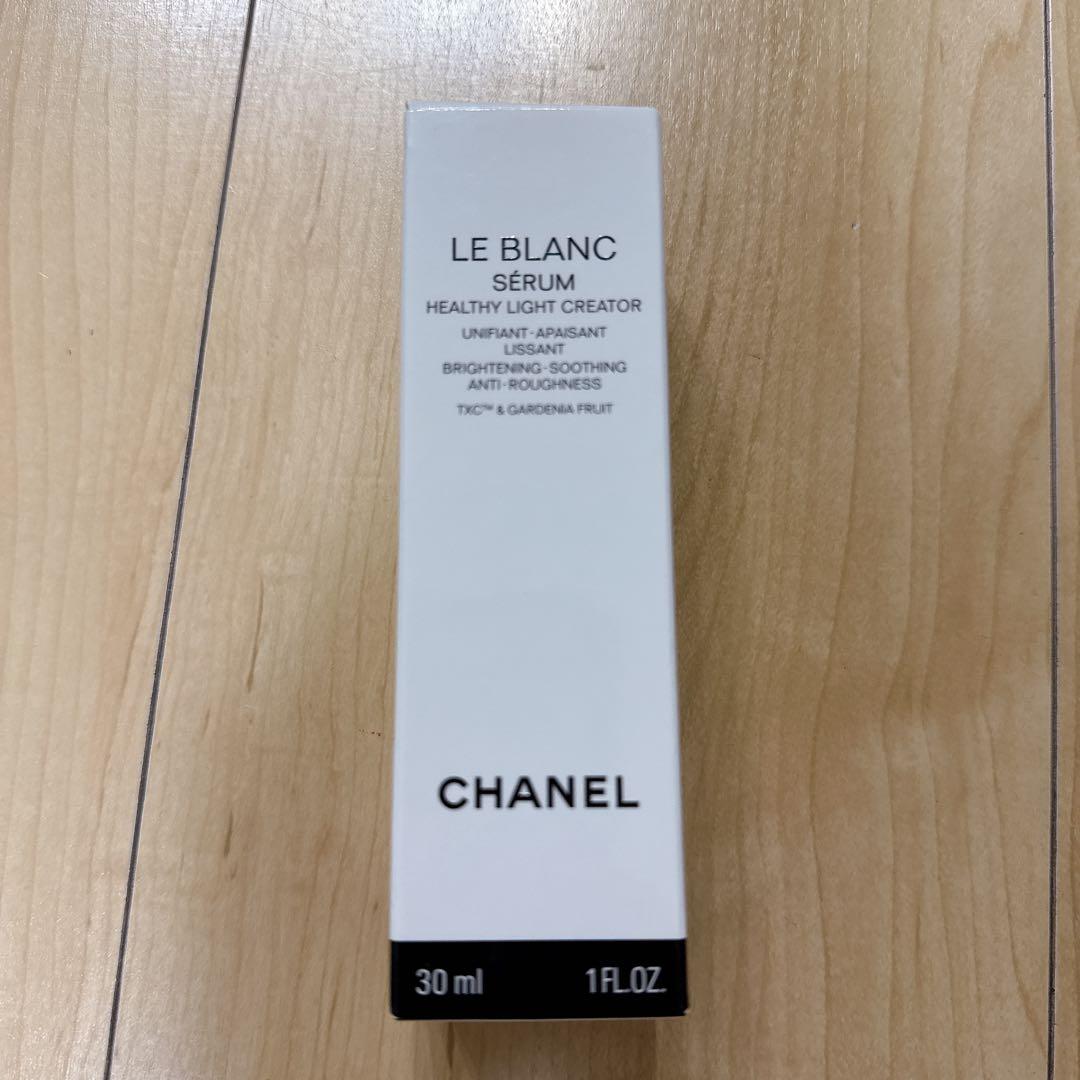 LE BLANC
SÉRUM
HEALTHY LIGHT CREATOR
UNIFIANT·APAISANT
LISSANT
BRIGHTENING·SOOTHING
ANTI·ROUGHNESS
TXC™ & GARDENIA FRUIT
CHANEL
30 ml 1 FL.OZ.